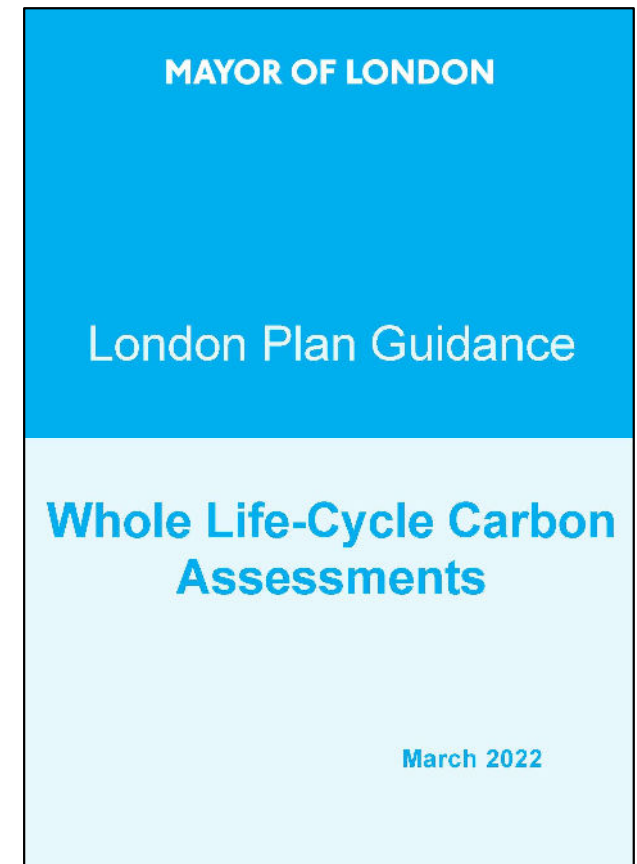 MAYOR OF LONDON
London Plan Guidance
Whole Life-Cycle Carbon
Assessments
March 2022